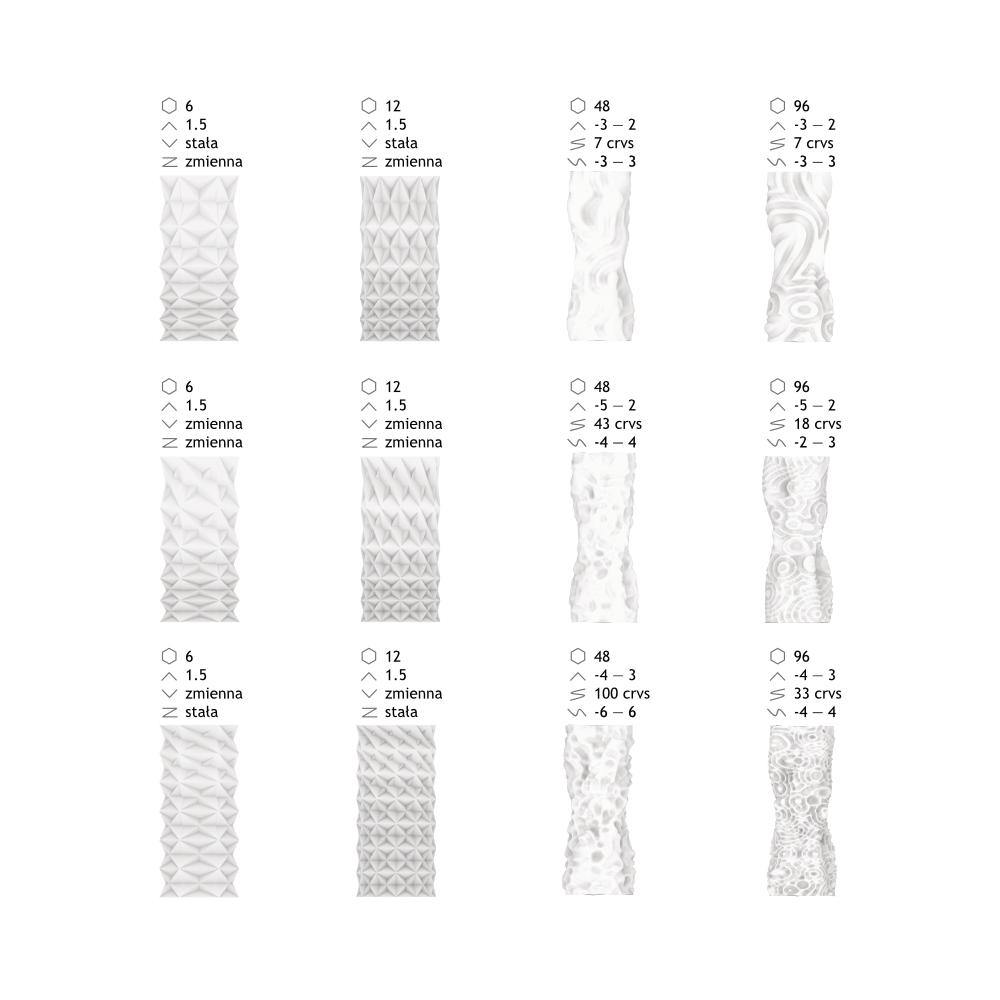 6
1.5
stała
zmienna
12
1.5
stała
zmienna
48
-3 — 2
7 crvs
-3 — 3
96
-3 — 2
7 crvs
-3 — 3
6
1.5
zmienna
zmienna
12
1.5
zmienna
zmienna
48
-5 — 2
43 crvs
-4 — 4
96
-5 — 2
18 crvs
-2 — 3
6
1.5
zmienna
stała
12
1.5
zmienna
stała
48
-4 — 3
100 crvs
-6 — 6
96
-4 — 3
33 crvs
-4 — 4